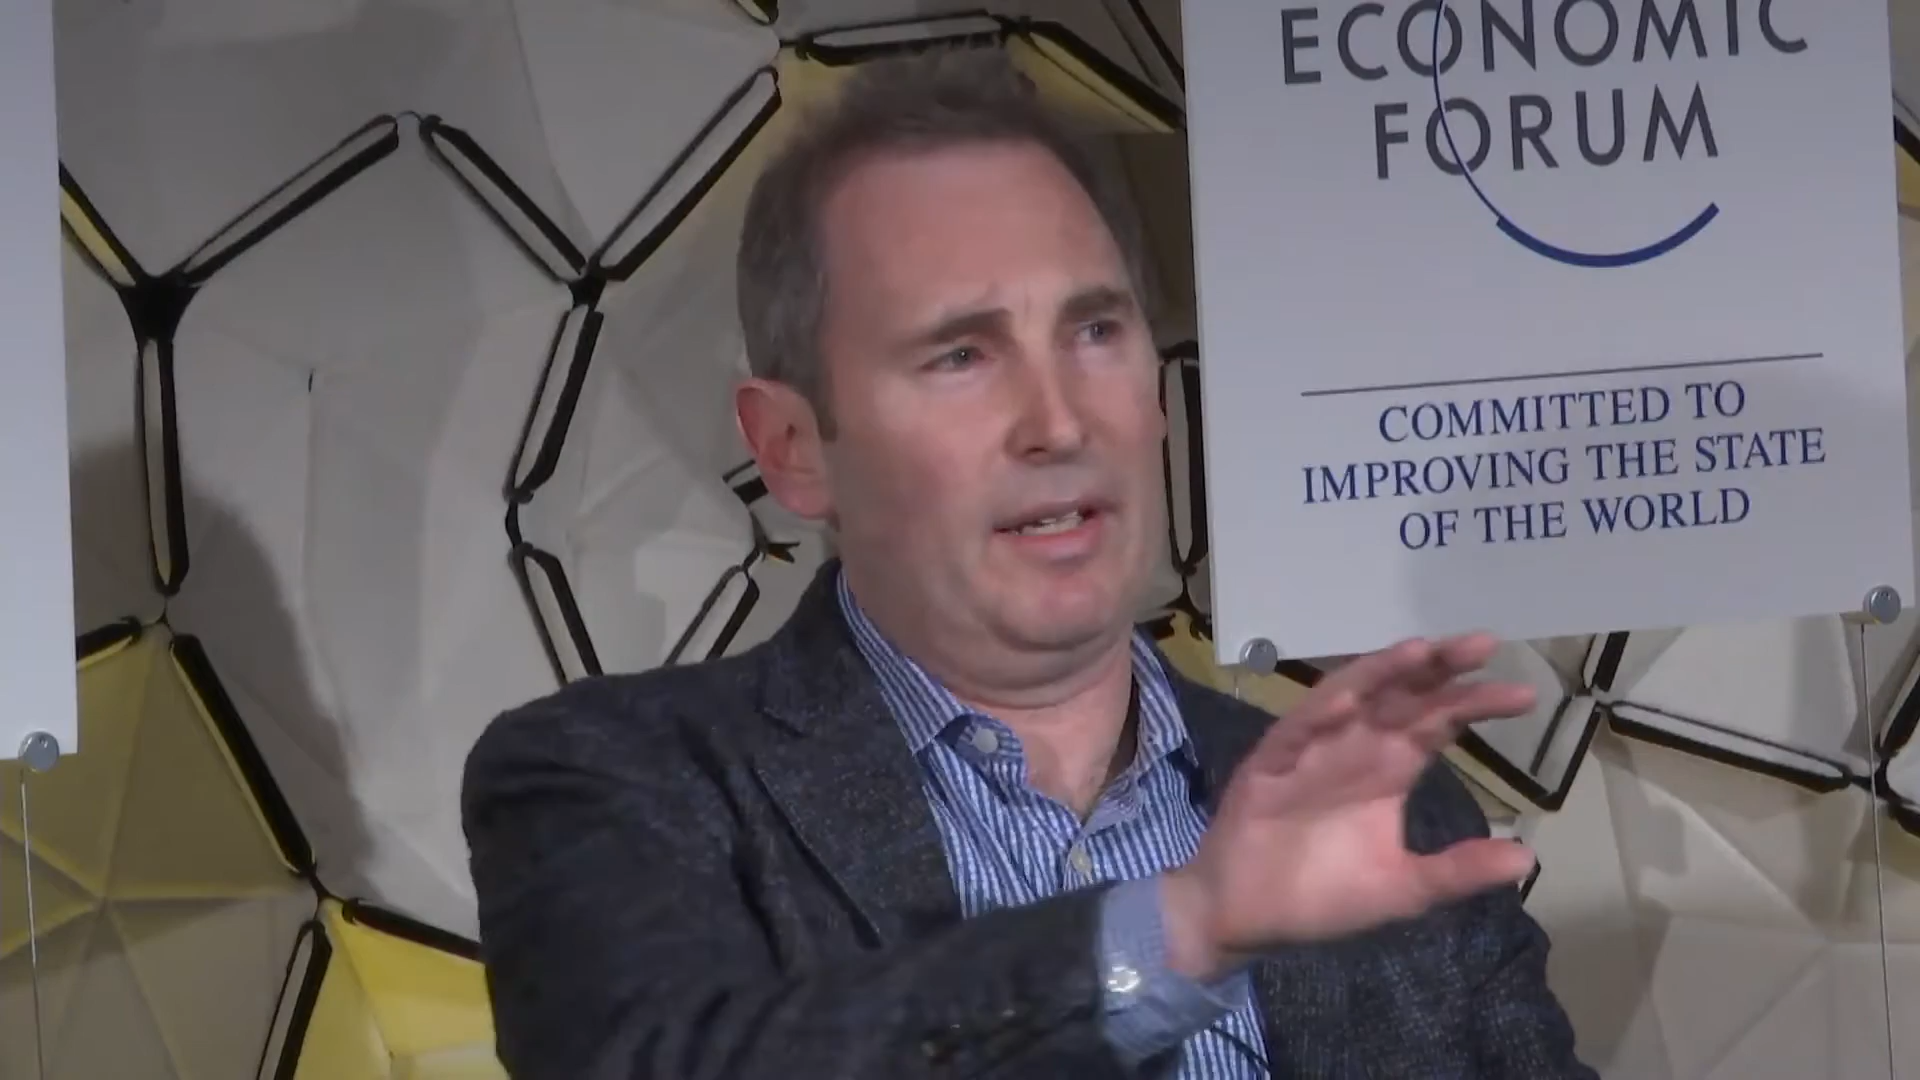 ECONOMIC
FORUM
COMMITTED TO
IMPROVING THE STATE
OF THE WORLD